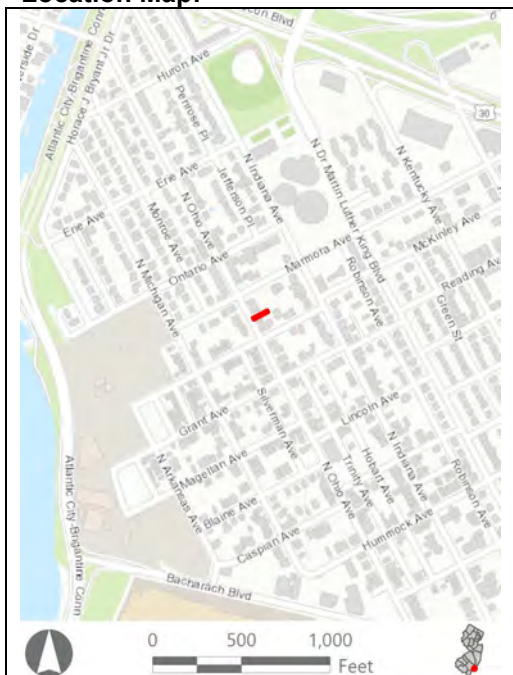 Location Map:
erside Dr
Atlantic City-Brigantine Conn
Horace J Bryant Jr Dr
Huron Ave
Penrose Pl
Jefferson Pl
N Indiana Ave
N Dr Martin Luther King Blvd
N Kentucky Ave
30
Erie Ave
Erie Ave
Monroe Ave
N Ohio Ave
Ontario Ave
N Michigan Ave
Marmora Ave
McKinley Ave
Robinson Ave
Reading Av
Green St
Grant Ave
Silverman Ave
Lincoln Ave
Magellan Ave
N Arkansas Ave
Blaine Ave
Caspian Ave
N Ohio Ave
Trinity Ave
Hobart Ave
N Indiana Ave
Robinson Ave
Hummock Ave
Atlantic City-Brigantine Conn
Bacharach Blvd
0 500 1,000
Feet